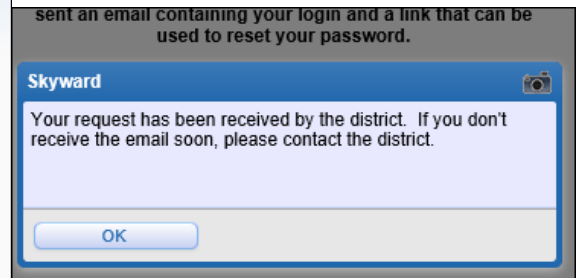 sent an email containing your login and a link that can be
used to reset your password.
Skyward
Your request has been received by the district.  If you don't
receive the email soon, please contact the district.
OK